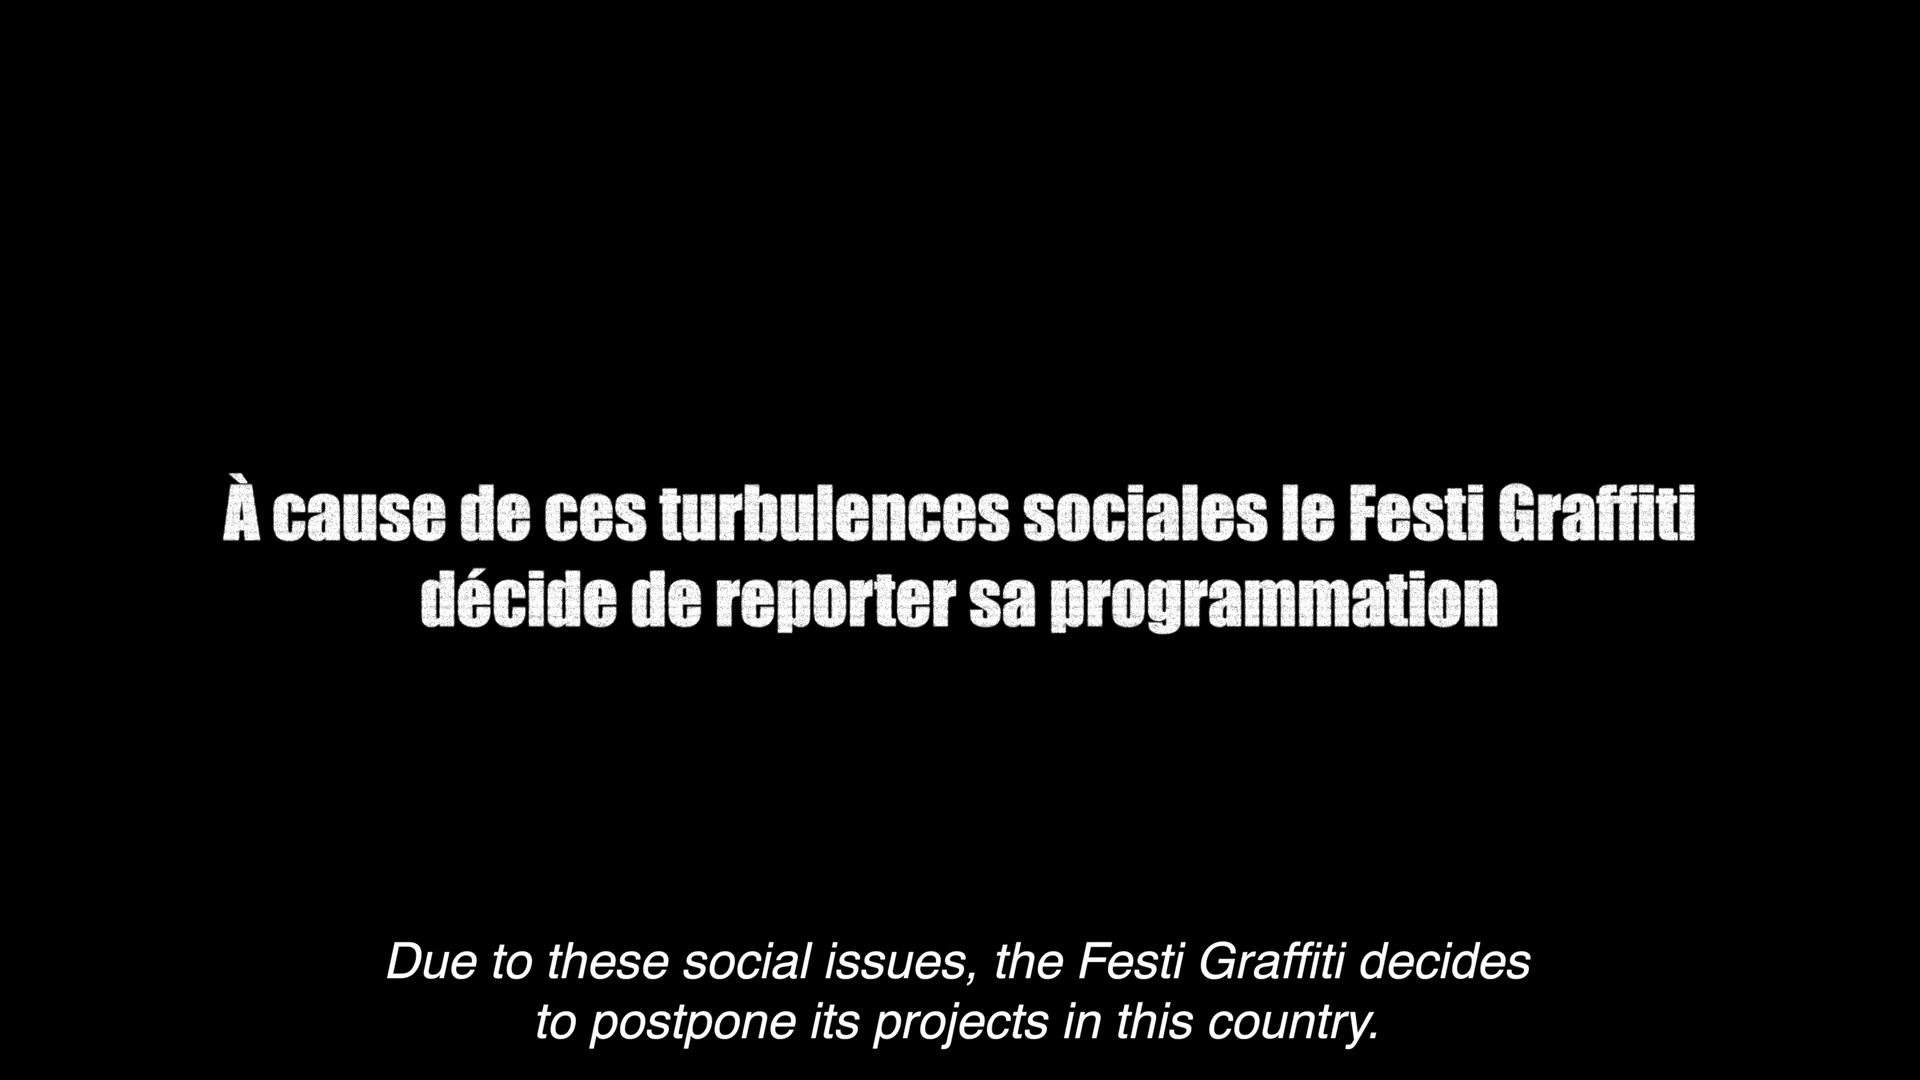 À cause de ces turbulences sociales le Festi Graffiti
décide de reporter sa programmation
Due to these social issues, the Festi Graffiti decides
to postpone its projects in this country.